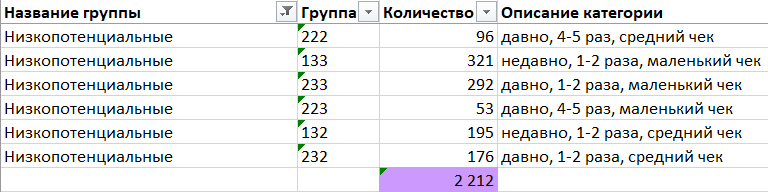 Название группы Группа Количество Описание категории
Низкопотенциальные 222 96 давно, 4-5 раз, средний чек
Низкопотенциальные 133 321 недавно, 1-2 раза, маленький чек
Низкопотенциальные 233 292 давно, 1-2 раза, маленький чек
Низкопотенциальные 223 53 давно, 4-5 раз, маленький чек
Низкопотенциальные 132 195 недавно, 1-2 раза, средний чек
Низкопотенциальные 232 176 давно, 1-2 раза, средний чек
2 212